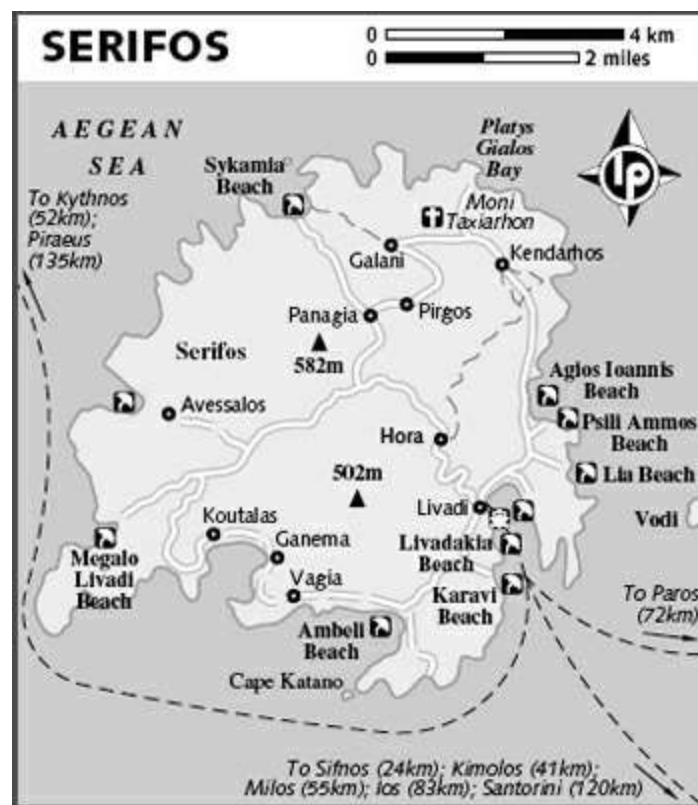 SERIFOS
0 4 km
0 2 miles
AEGEAN
SEA
Platys
Gialos
Bay
lp
Sykamia
Beach
To Kythnos
(52km);
Piraeus
(135km)
Moni
Taxiarhon
Galani
Kendarhos
Panagia
Pirgos
Serifos
582m
Agios Ioannis
Beach
Avessalos
Psili Ammos
Beach
Hora
502m
Lia Beach
Livadi
Vodi
Koutalas
Ganema
Livadakia
Beach
Megalo
Livadi
Beach
Vagia
Karavi
Beach
To Paros
(72km)
Ambeli
Beach
Cape Katano
To Sifnos (24km); Kimolos (41km);
Milos (55km); Ios (83km); Santorini (120km)